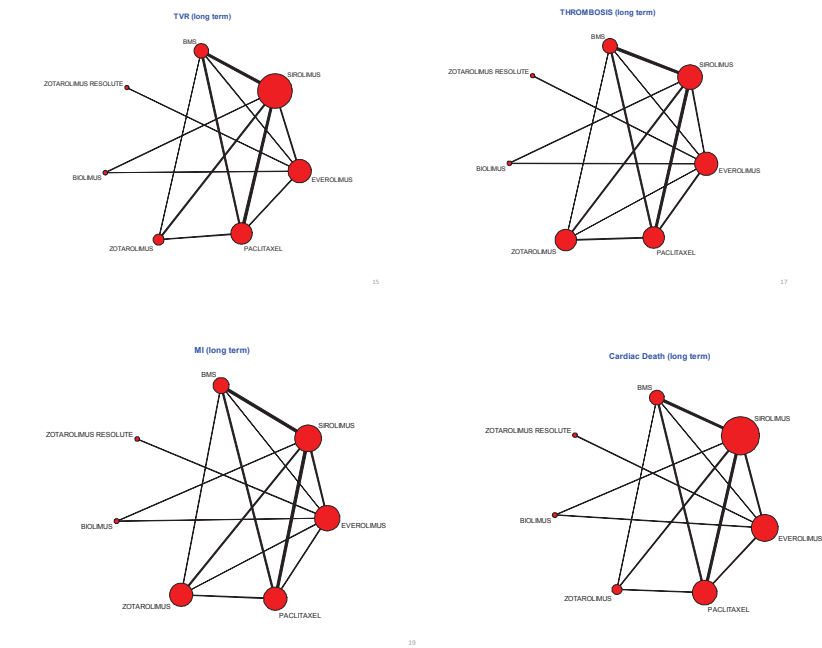 TVR (long term)
BMS
SIROLIMUS
ZOTAROLIMUS RESOLUTE
BIOLIMUS
EVEROLIMUS
ZOTAROLIMUS
PACLITAXEL
15
THROMBOSIS (long term)
BMS
SIROLIMUS
ZOTAROLIMUS RESOLUTE
BIOLIMUS
EVEROLIMUS
ZOTAROLIMUS
PACLITAXEL
17
MI (long term)
BMS
SIROLIMUS
ZOTAROLIMUS RESOLUTE
BIOLIMUS
EVEROLIMUS
ZOTAROLIMUS
PACLITAXEL
19
Cardiac Death (long term)
BMS
SIROLIMUS
ZOTAROLIMUS RESOLUTE
BIOLIMUS
EVEROLIMUS
ZOTAROLIMUS
PACLITAXEL